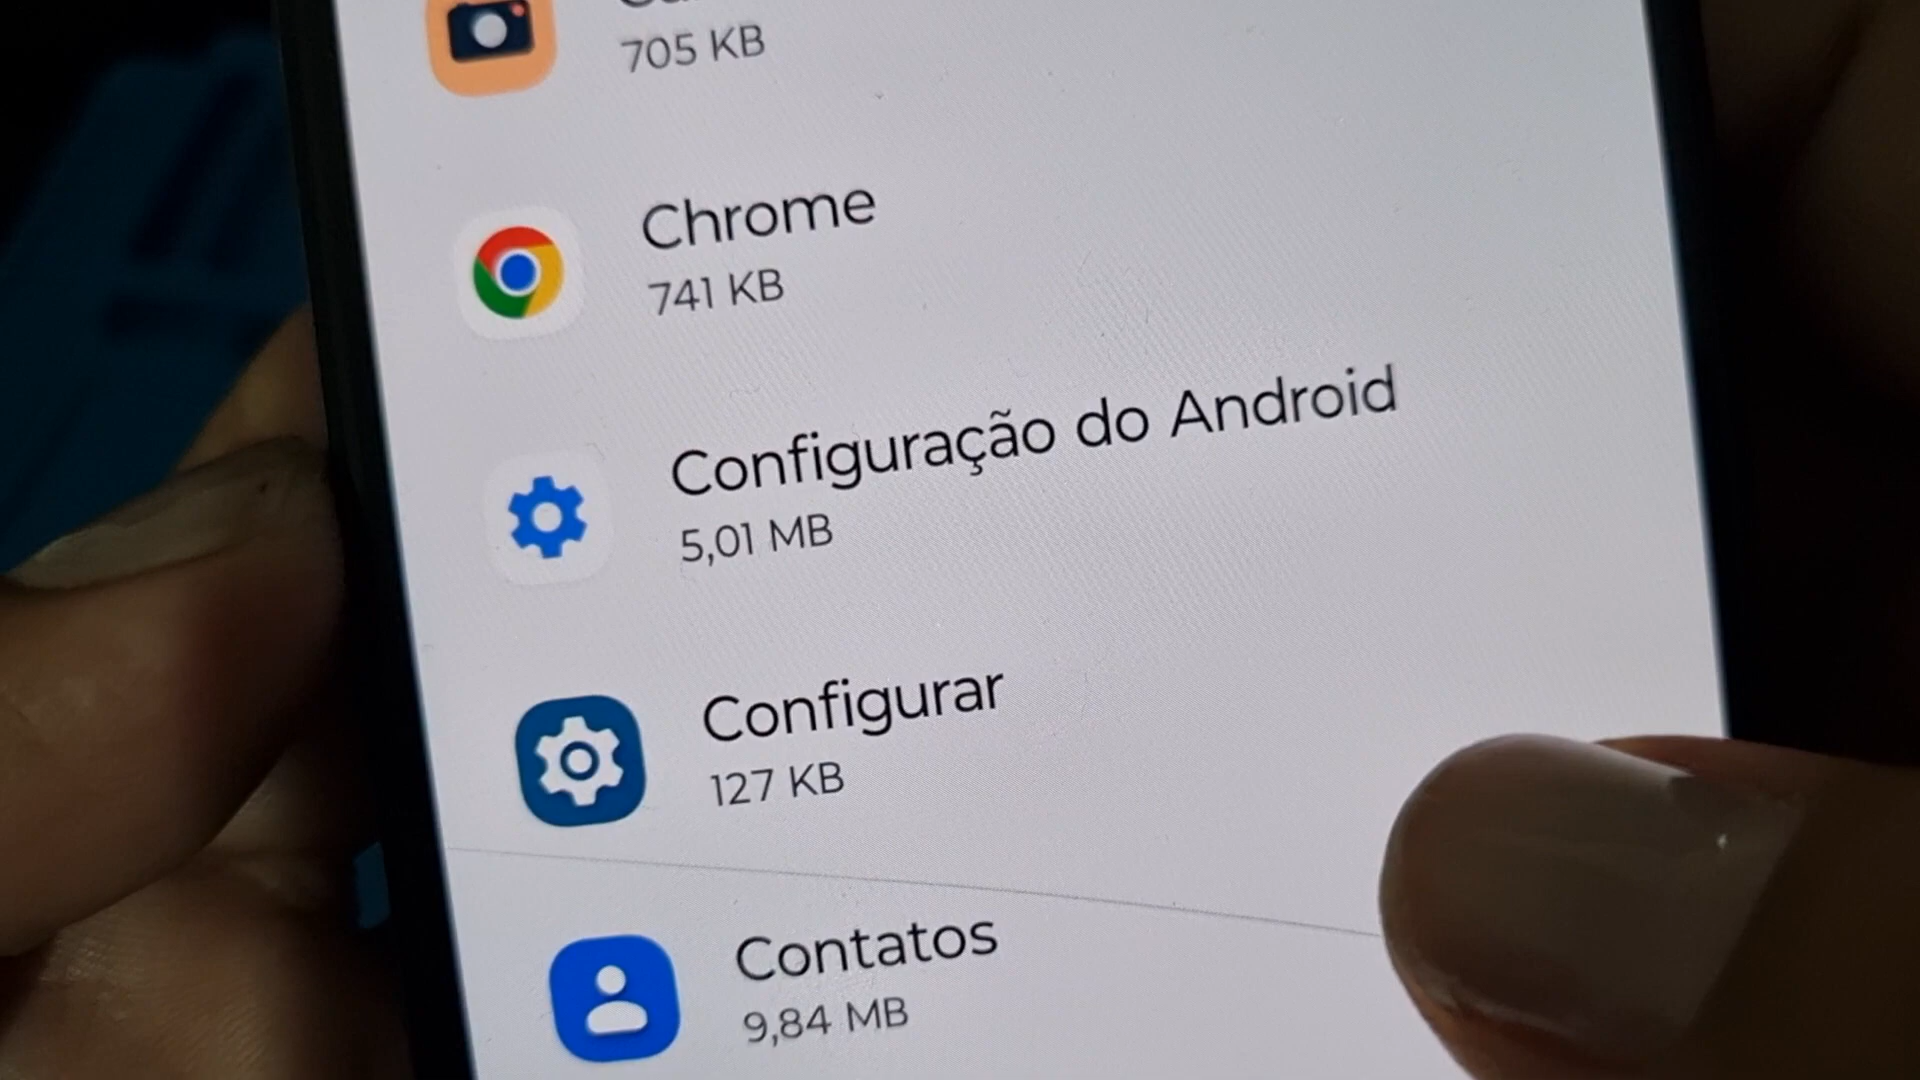 705 KB
Chrome
741 KB
Configuração do Android
5,01 MB
Configurar
127 KB
Contatos
9,84 MB